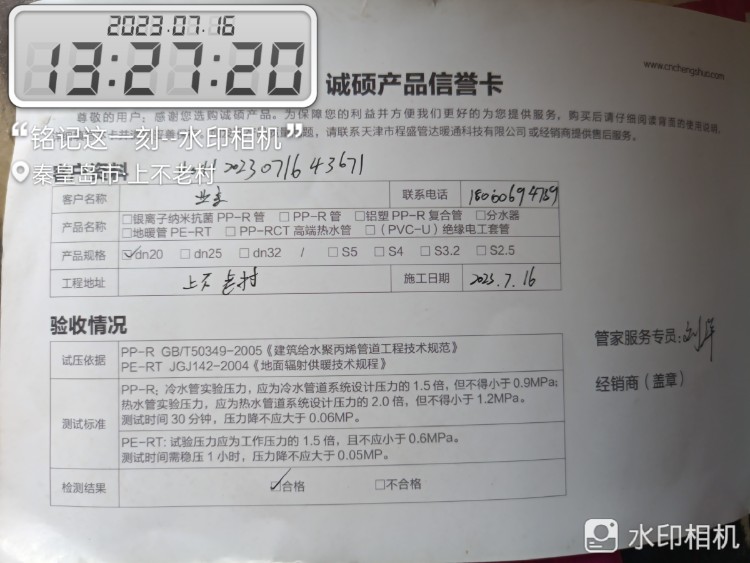 2023.07.16
13:27:20
www.cnchengshuo.com
诚硕产品信誉卡
尊敬的用户：感谢您选购诚硕产品。为保障您的利益并方便我们更好的为您提供服务，购买后请仔细阅读背面的使用说明，
题，请联系天津市程盛管达暖通科技有限公司或经销商提供售后服务。
“铭记这一刻--水印相机”
秦皇岛市·上不老村
2023071643671
客户名称 业主 联系电话
产品名称 □银离子纳米抗菌 PP-R 管 □PP-R 管 □铝塑 PP-R 复合管 □分水器
□地暖管 PE-RT □PP-RCT 高端热水管 □（PVC-U）绝缘电工套管
产品规格 ☑dn20 □dn25 □dn32 / □S5 □S4 □S3.2 □S2.5
工程地址 上不老村 施工日期 2023.7.16
验收情况
管家服务专员：
试压依据 PP-R GB/T50349-2005《建筑给水聚丙烯管道工程技术规范》
PE-RT JGJ142-2004《地面辐射供暖技术规程》
经销商（盖章）
测试标准 PP-R：冷水管实验压力，应为冷水管道系统设计压力的 1.5 倍，但不得小于 0.9MPa；
热水管实验压力，应为热水管道系统设计压力的 2.0 倍，但不得小于 1.2MPa。
测试时间 30 分钟，压力降不应大于 0.06MP。
PE-RT：试验压力应为工作压力的 1.5 倍，且不应小于 0.6MPa。
测试时间需稳压 1 小时，压力降不应大于 0.05MP。
检测结果 ☑合格 □不合格
水印相机